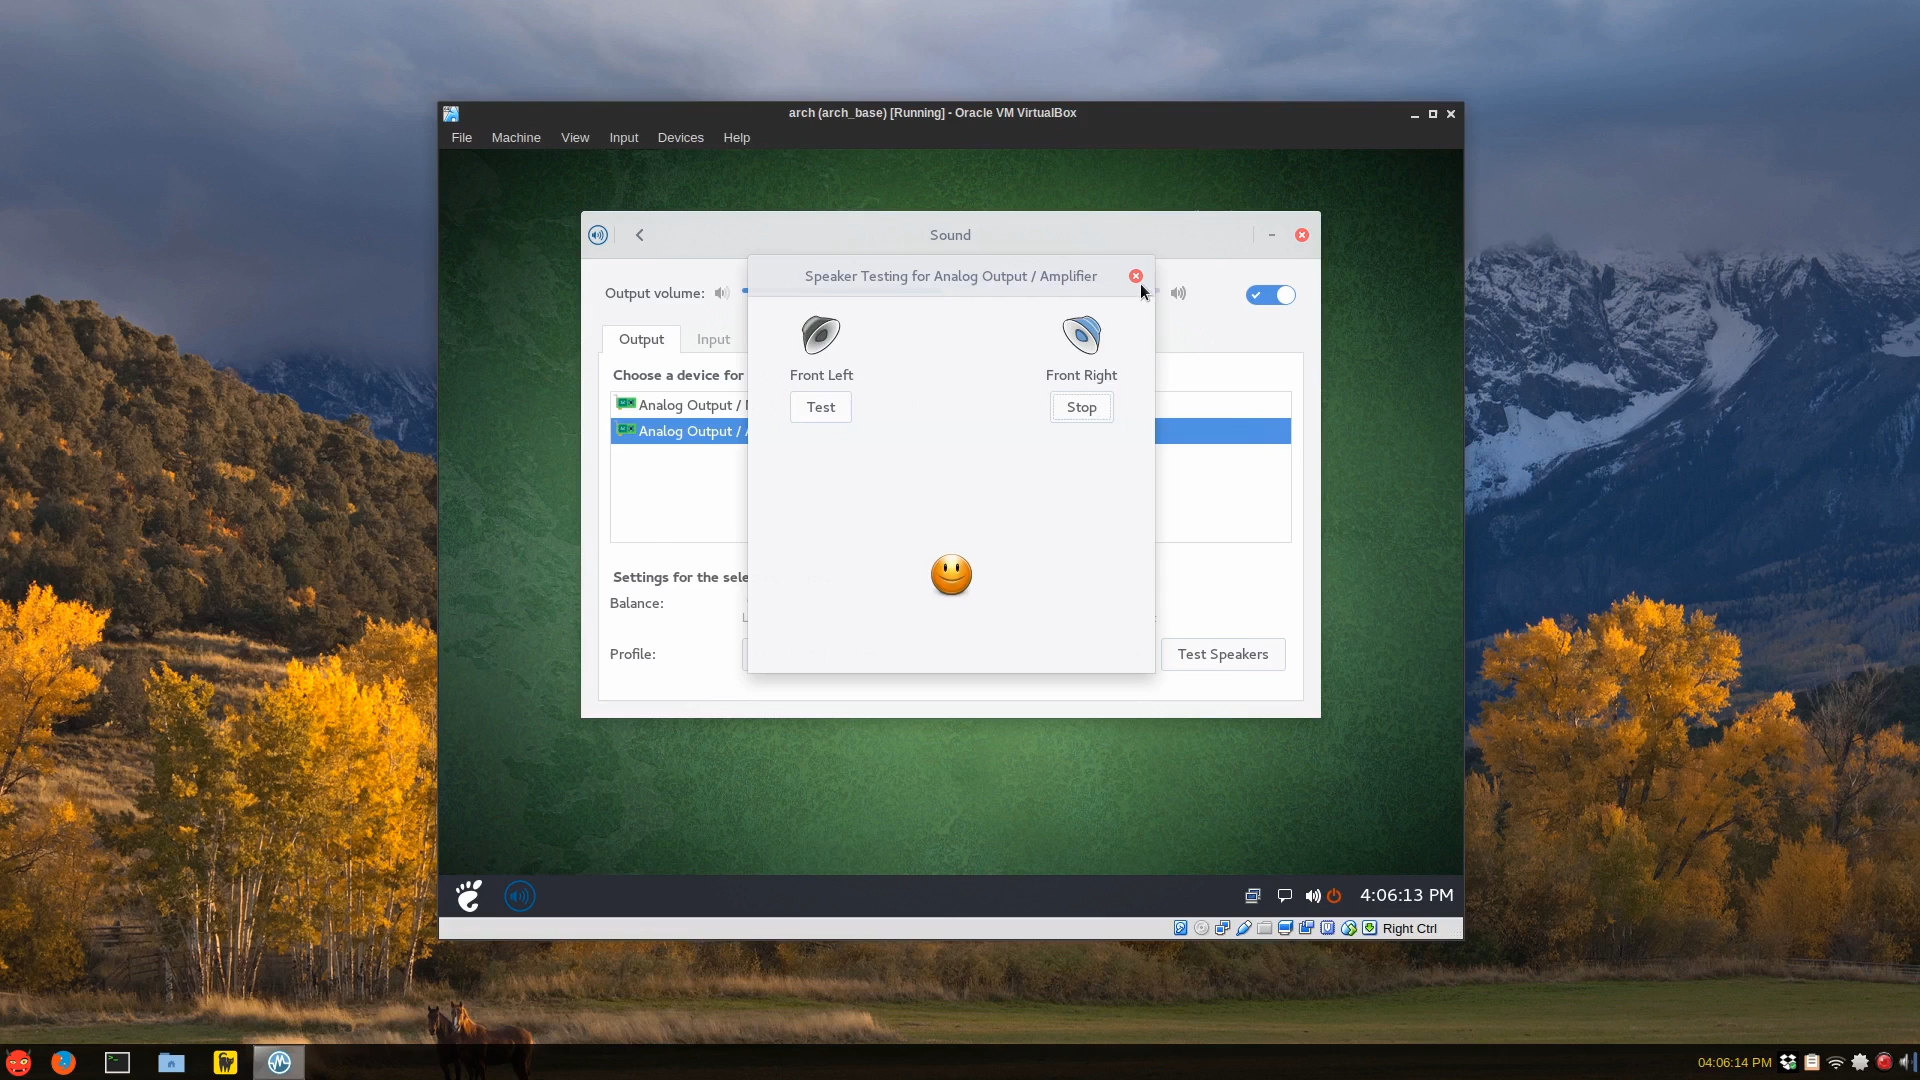 arch (arch_base) [Running] - Oracle VM VirtualBox
File Machine View Input Devices Help
Sound
Speaker Testing for Analog Output / Amplifier
Output volume:
Output Input
Front Left Front Right
Choose a device for
Test Stop
Analog Output /
Analog Output /
Settings for the sele
Balance:
Profile:
Test Speakers
4:06:13 PM
Right Ctrl
04:06:14 PM